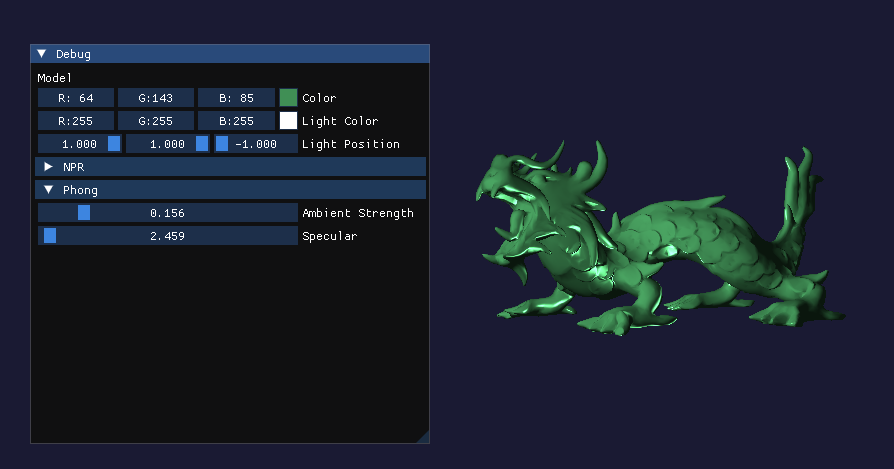 Debug
Model
R: 64 G:143 B: 85 Color
R:255 G:255 B:255 Light Color
1.000 1.000 -1.000 Light Position
NPR
Phong
0.156 Ambient Strength
2.459 Specular